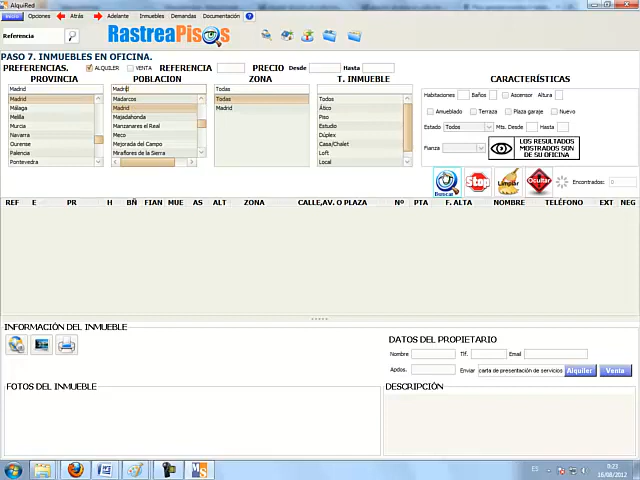 AlquiRed
Inicio Opciones Atrás Adelante Inmuebles Demandas Documentación
Referencia RastreaPisos
PASO 7. INMUEBLES EN OFICINA.
PREFERENCIAS. ALQUILER VENTA REFERENCIA PRECIO Desde Hasta
PROVINCIA POBLACION ZONA T. INMUEBLE CARACTERÍSTICAS
Madrid Madrid Todas
Madrid Madarcos Todas Todos
Málaga Madrid Madrid Ático
Melilla Majadahonda Piso
Murcia Manzanares el Real Estudio
Navarra Meco Dúplex
Ourense Mejorada del Campo Casa/Chalet
Palencia Miraflores de la Sierra Loft
Pontevedra Local
Habitaciones Baños Ascensor Altura
Amueblado Terraza Plaza garaje Nuevo
Estado Todos Mts. Desde Hasta
Fianza LOS RESULTADOS MOSTRADOS SON DE SU OFICINA
Buscar Stop Limpiar Ocultar Encontrados: 0
REF E PR H BÑ FIAN MUE AS ALT ZONA CALLE,AV. O PLAZA Nº PTA F. ALTA NOMBRE TELÉFONO EXT NEG
INFORMACIÓN DEL INMUEBLE
DATOS DEL PROPIETARIO
Nombre Tlf. Email
Apdos. Enviar carta de presentación de servicios Alquiler Venta
FOTOS DEL INMUEBLE DESCRIPCIÓN
ES 0:23
16/08/2012